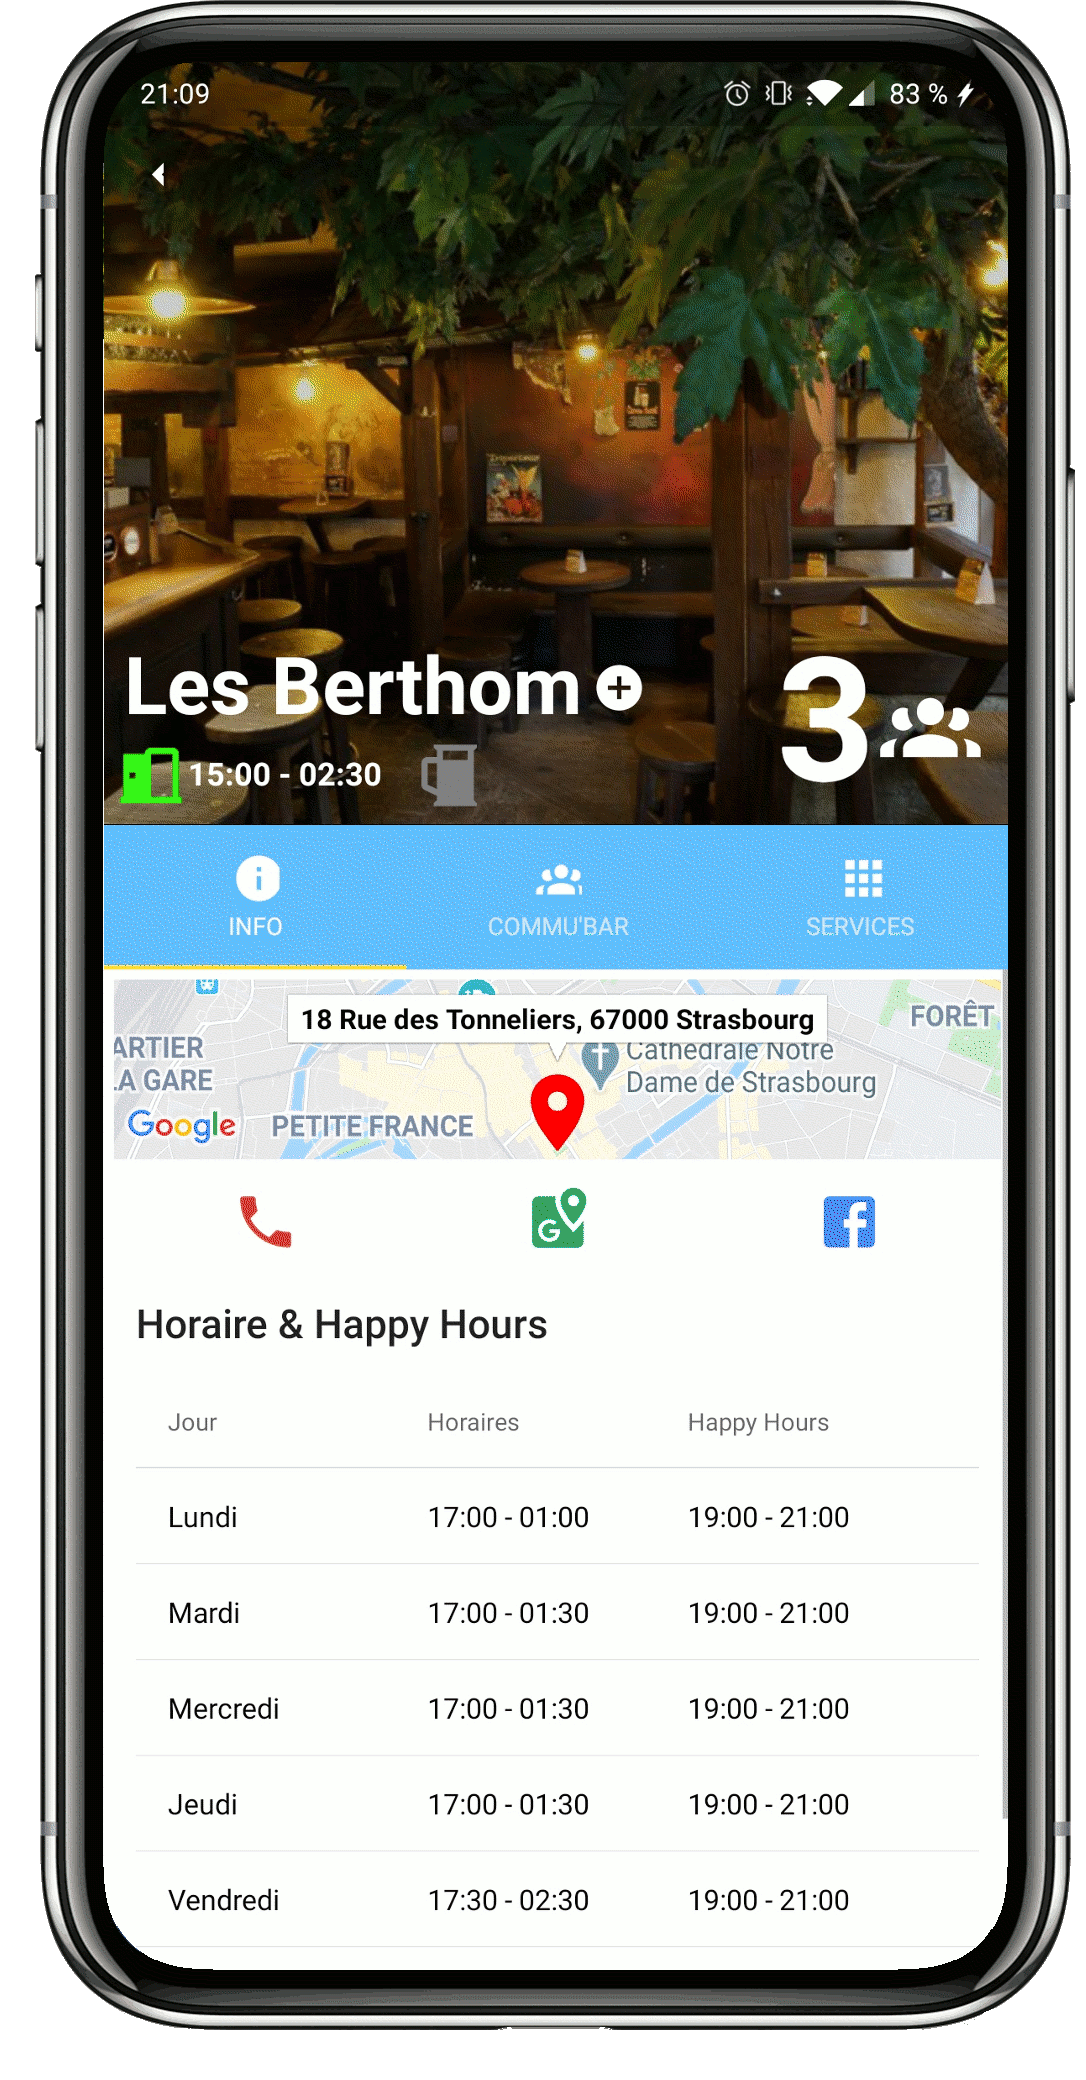 21:09 83 %
Les Berthom
3
15:00 - 02:30
INFO COMMU'BAR SERVICES
18 Rue des Tonneliers, 67000 Strasbourg
FORÊT
ARTIER
LA GARE
Cathédrale Notre
Dame de Strasbourg
Google
PETITE FRANCE
G
Horaire & Happy Hours
Jour Horaires Happy Hours
Lundi 17:00 - 01:00 19:00 - 21:00
Mardi 17:00 - 01:30 19:00 - 21:00
Mercredi 17:00 - 01:30 19:00 - 21:00
Jeudi 17:00 - 01:30 19:00 - 21:00
Vendredi 17:30 - 02:30 19:00 - 21:00